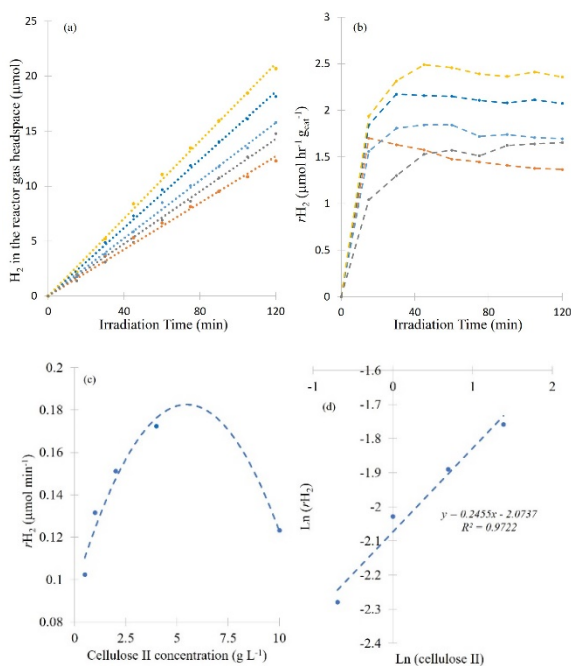 (a)
25
20
15
10
5
0
0 40 80 120
H₂ in the reactor gas headspace (μmol)
Irradiation Time (min)
(b)
3
2.5
2
1.5
1
0.5
0
0 40 80 120
rH₂ (μmol hr⁻¹ gcat⁻¹)
Irradiation Time (min)
(c)
0.2
0.18
0.16
0.14
0.12
0.1
0.08
0 2.5 5 7.5 10
rH₂ (μmol min⁻¹)
Cellulose II concentration (g L⁻¹)
(d)
-1 0 1 2
-1.6
-1.7
-1.8
-1.9
-2
-2.1
-2.2
-2.3
-2.4
Ln (rH₂)
y = 0.2455x - 2.0737
R² = 0.9722
Ln (cellulose II)